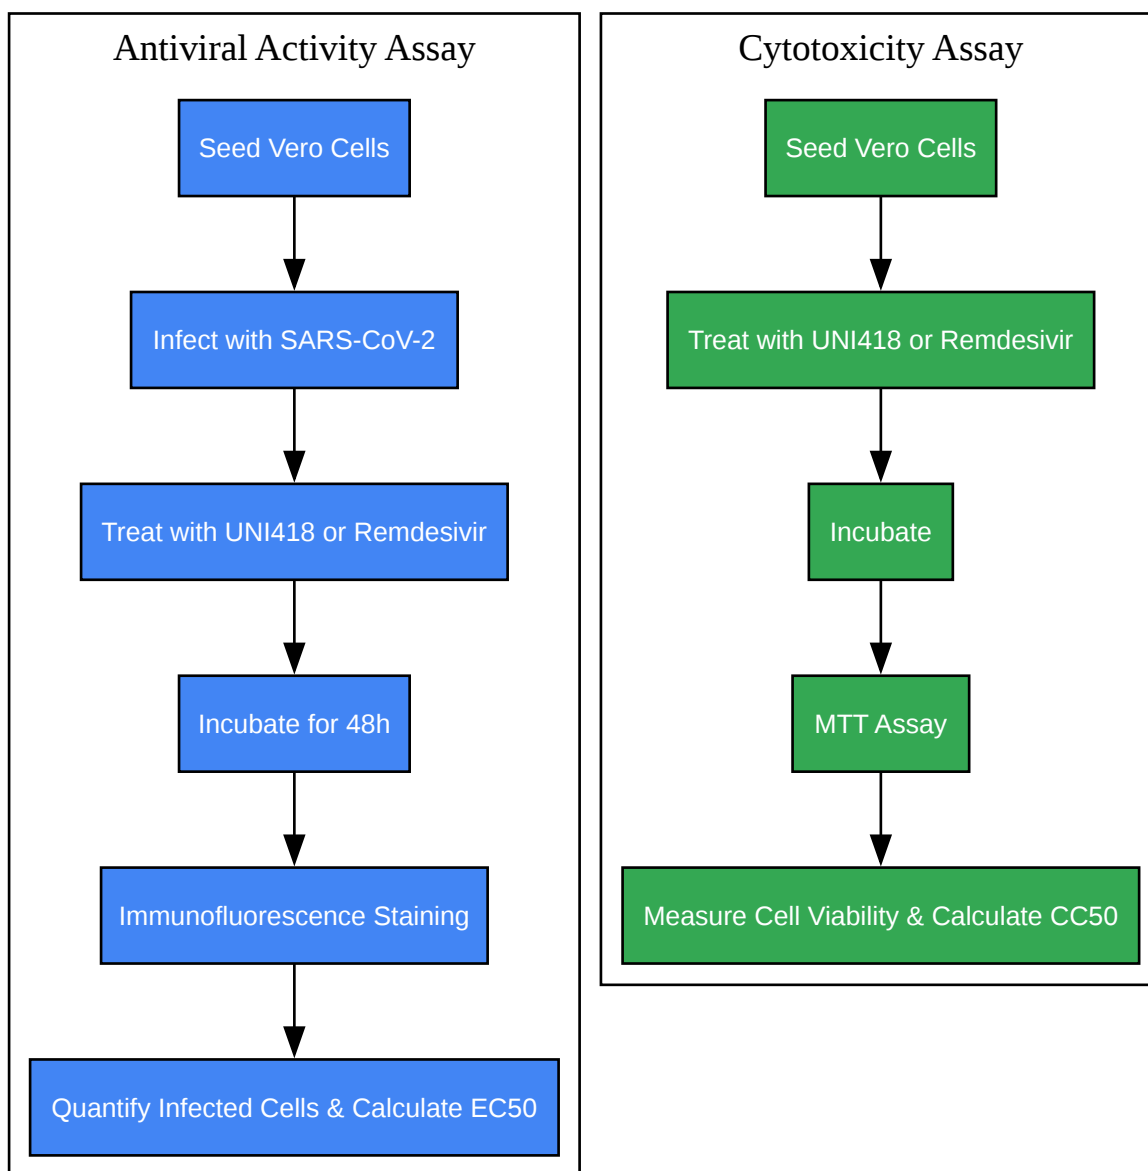 Antiviral Activity Assay
Seed Vero Cells
Infect with SARS-CoV-2
Treat with UNI418 or Remdesivir
Incubate for 48h
Immunofluorescence Staining
Quantify Infected Cells & Calculate EC50
Cytotoxicity Assay
Seed Vero Cells
Treat with UNI418 or Remdesivir
Incubate
MTT Assay
Measure Cell Viability & Calculate CC50